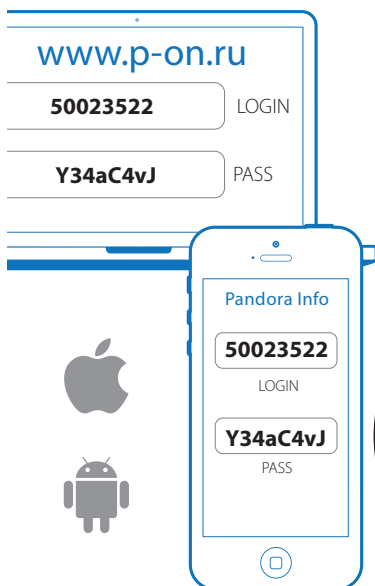 www.p-on.ru
50023522 LOGIN
Y34aC4vJ PASS
Pandora Info
50023522
LOGIN
Y34aC4vJ
PASS